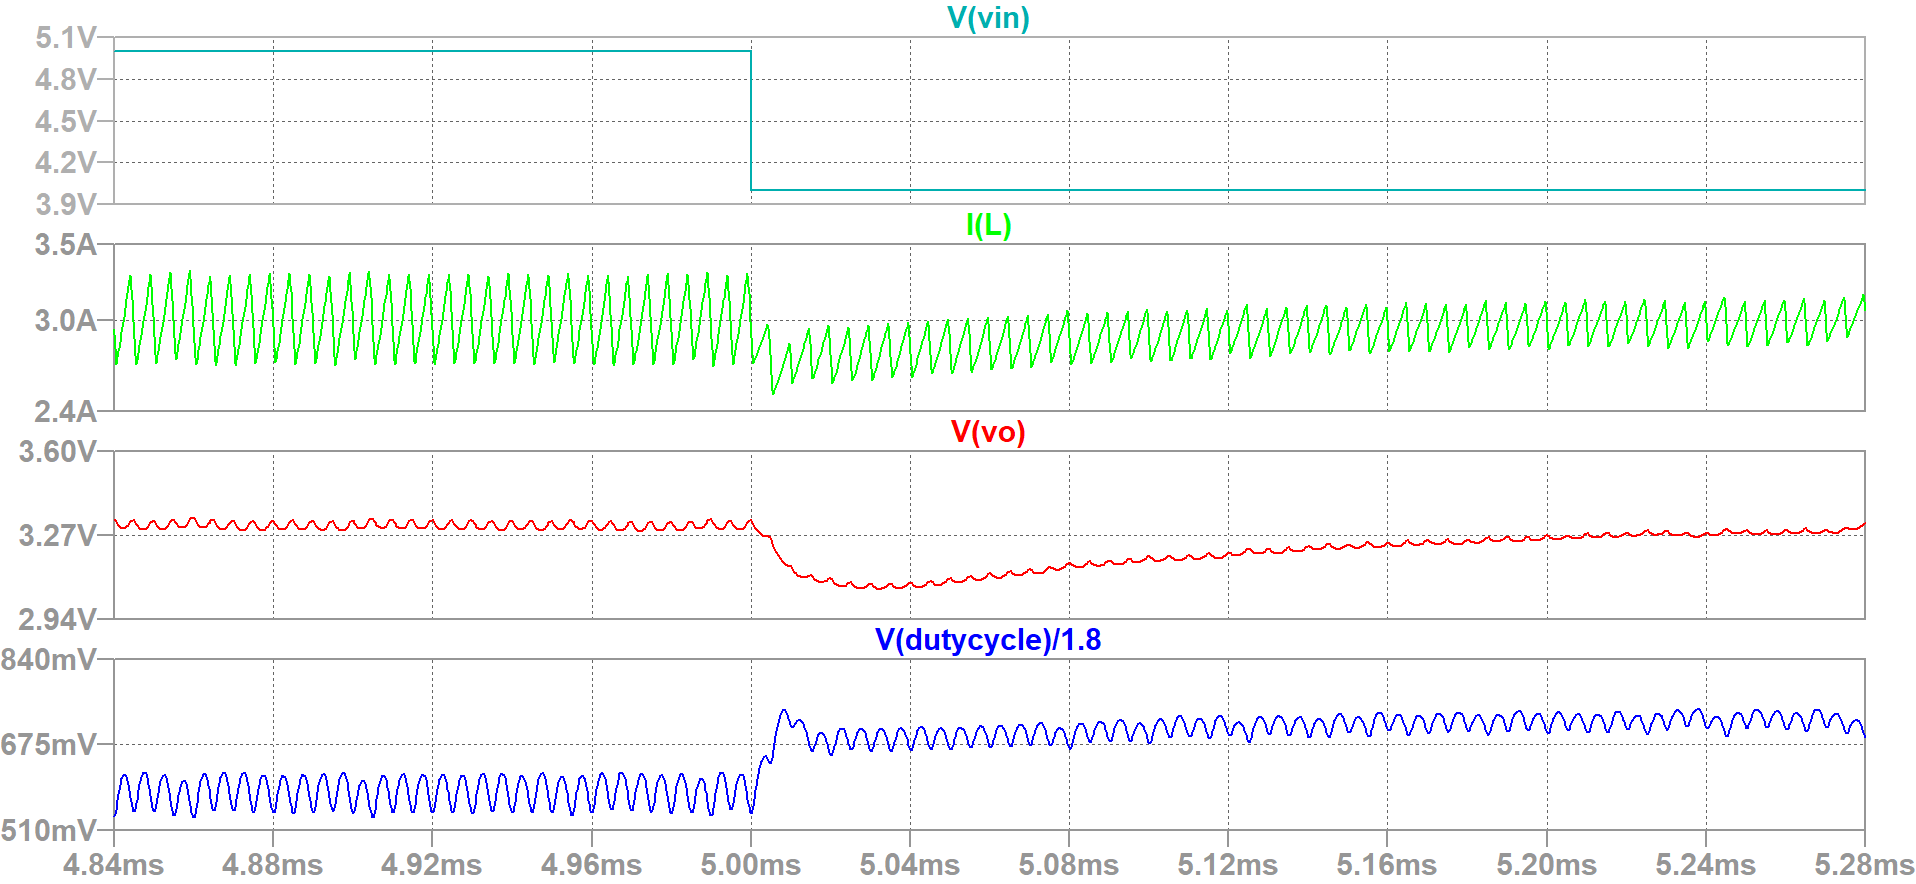 V(vin)
5.1V
4.8V
4.5V
4.2V
3.9V
I(L)
3.5A
3.0A
2.4A
V(vo)
3.60V
3.27V
2.94V
V(dutycycle)/1.8
840mV
675mV
510mV
4.84ms 4.88ms 4.92ms 4.96ms 5.00ms 5.04ms 5.08ms 5.12ms 5.16ms 5.20ms 5.24ms 5.28ms